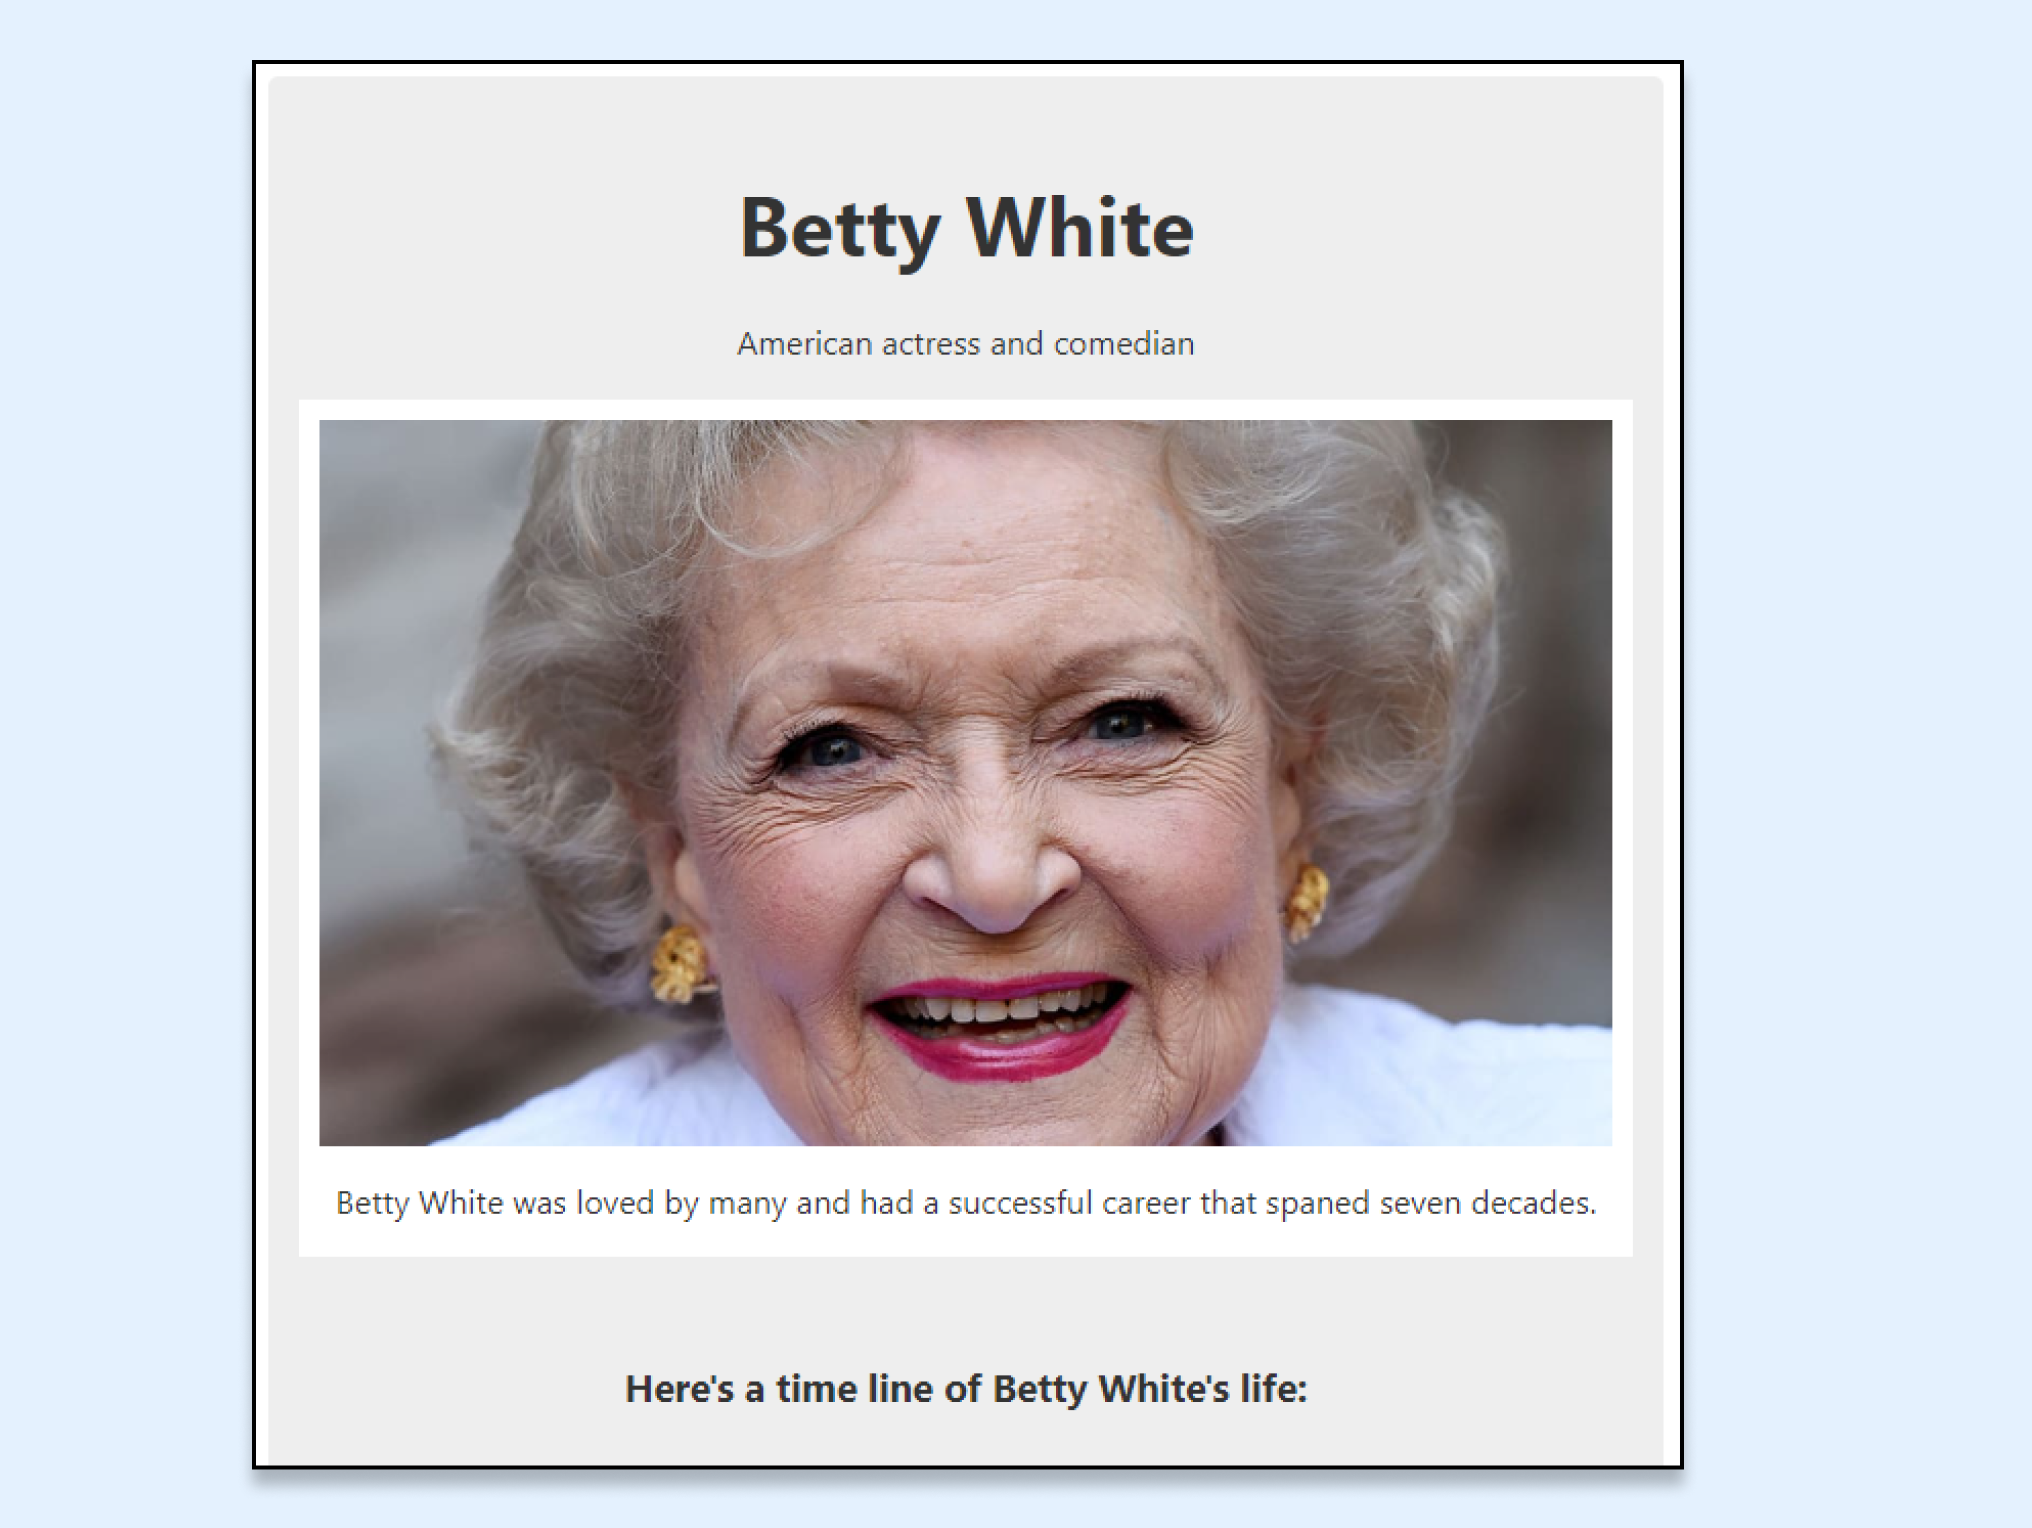 Betty White
American actress and comedian
Betty White was loved by many and had a successful career that spaned seven decades.
Here's a time line of Betty White's life: